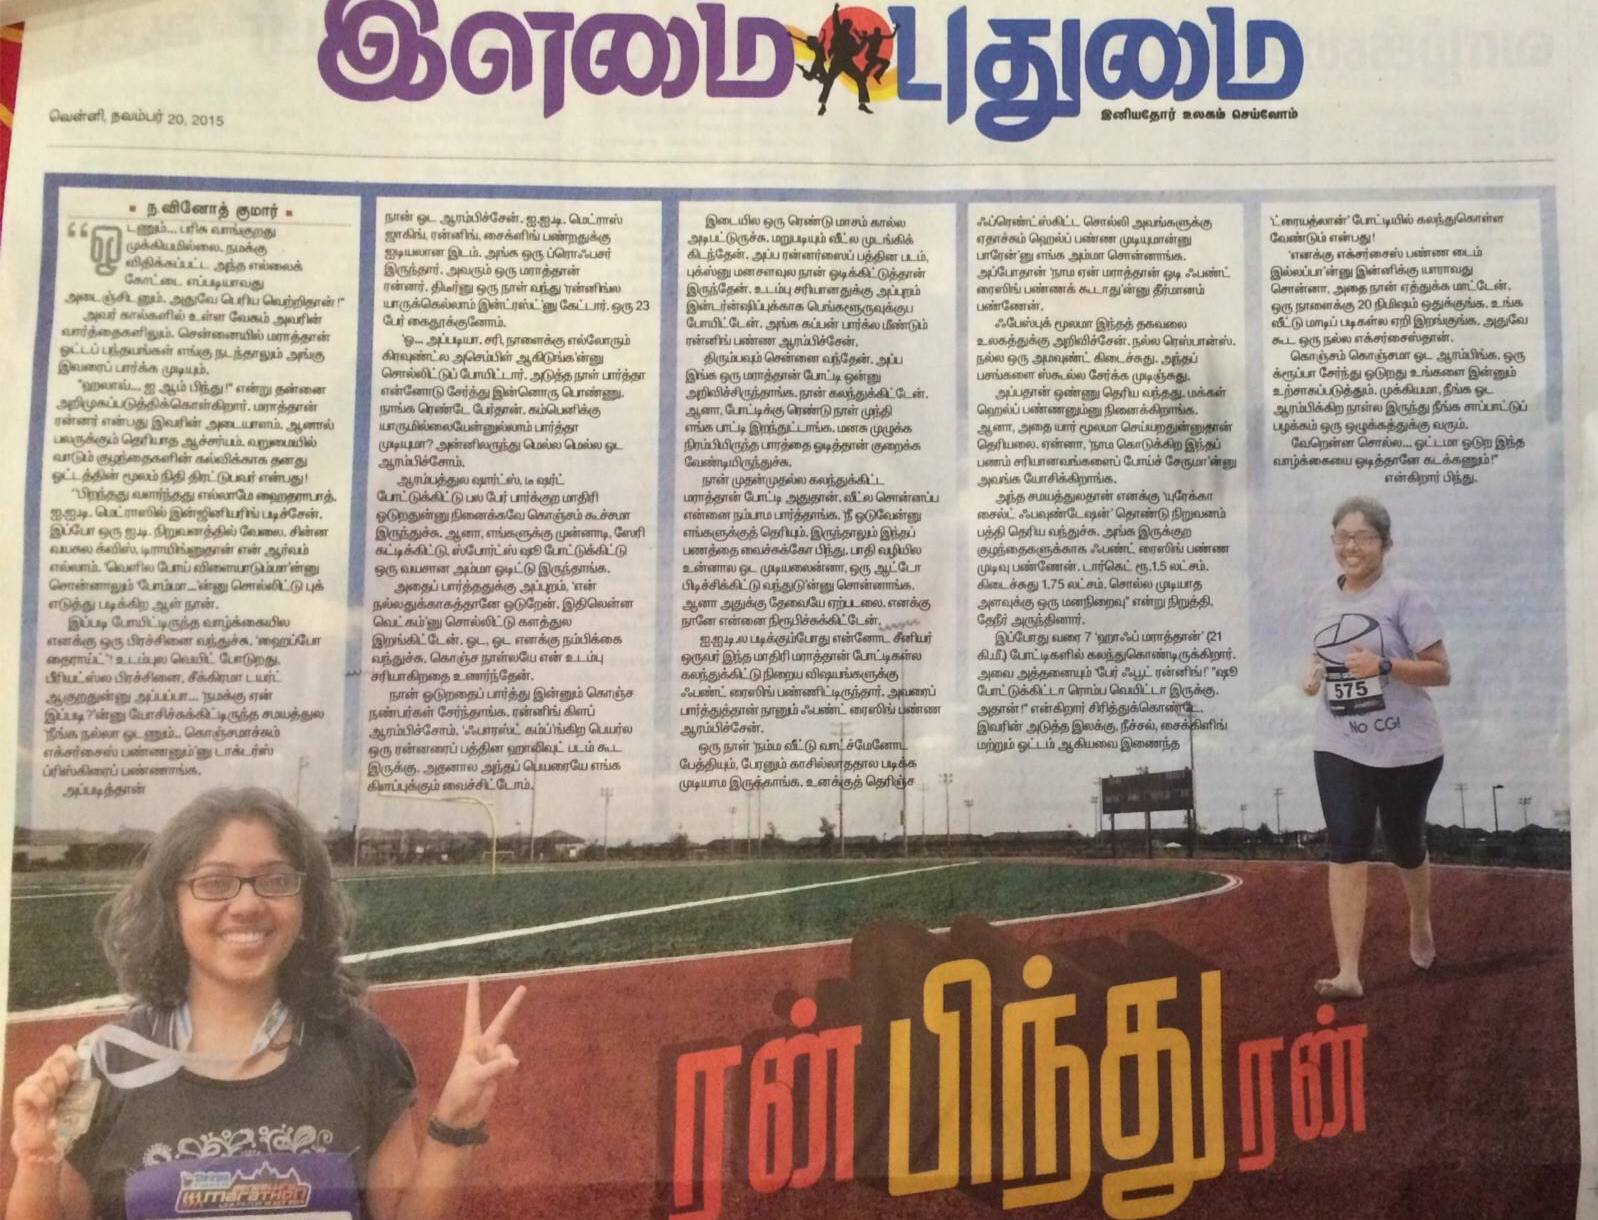 இளமை புதுமை
இனியதோர் உலகம் செய்வோம்
வெள்ளி, நவம்பர் 20, 2015
ந.வினோத் குமார்
“ஓ
டணும்... பரிசு வாங்குறது
முக்கியமில்லை. நமக்கு
விதிக்கப்பட்ட அந்த எல்லைக்
கோட்டை எப்படியாவது
அடைஞ்சிடணும். அதுவே பெரிய வெற்றிதான்!”
அவர் கால்களில் உள்ள வேகம் அவரின்
வார்த்தைகளிலும். சென்னையில் மராத்தான்
ஓட்டப் பந்தயங்கள் எங்கு நடந்தாலும் அங்கு
இவரைப் பார்க்க முடியும்.
“ஹலாவ்... ஐ ஆம் பிந்து!” என்று தன்னை
அறிமுகப்படுத்திக்கொள்கிறார். மராத்தான்
ரன்னர் என்பது இவரின் அடையாளம். ஆனால்
பலருக்கும் தெரியாத ஆச்சர்யம், வறுமையில்
வாடும் குழந்தைகளின் கல்விக்காக தனது
ஓட்டத்தின் மூலம் நிதி திரட்டுபவர் என்பது!
“பிறந்தது வளர்ந்தது எல்லாமே ஹைதராபாத்.
ஐ.ஐ.டி. மெட்ராஸில் இன்ஜினியரிங் படிச்சேன்.
இப்போ ஒரு ஐ.டி. நிறுவனத்தில் வேலை. சின்ன
வயசுல க்விஸ், டிராயிங்னுதான் என் ஆர்வம்
எல்லாம். ‘வெளில போய் விளையாடும்மா’ன்னு
சொன்னாலும் போம்மா...’ன்னு சொல்லிட்டு புக்
எடுத்து படிக்கிற ஆள் நான்.
இப்படி போயிட்டிருந்த வாழ்க்கையில
எனக்கு ஒரு பிரச்சினை வந்துச்சு. ‘ஹைப்போ
தைராய்ட்’! உடம்புல வெயிட் போடுறது,
பீரியட்ஸ்ல பிரச்சினை, சீக்கிரமா டயர்ட்
ஆகுறதுன்னு அப்பப்பா... ‘நமக்கு ஏன்
இப்படி?’ன்னு யோசிச்சுக்கிட்டிருந்த சமயத்துல
‘நீங்க நல்லா ஓடணும்.. கொஞ்சமாச்சும்
எக்சர்சைஸ் பண்ணணும்’னு டாக்டர்ஸ்
ப்ரிஸ்கிரைப் பண்ணாங்க.
அப்படித்தான்
நான் ஓட ஆரம்பிச்சேன். ஐ.ஐ.டி. மெட்ராஸ்
ஜாகிங், ரன்னிங், சைக்ளிங் பண்றதுக்கு
ஐடியலான இடம். அங்க ஒரு ப்ரொஃபசர்
இருந்தார். அவரும் ஒரு மராத்தான்
ரன்னர். திடீர்னு ஒரு நாள் வந்து ‘ரன்னிங்ல
யாருக்கெல்லாம் இன்ட்ரஸ்ட்’னு கேட்டார். ஒரு 23
பேர் கைதூக்குனோம்.
‘ஓ... அப்படியா. சரி, நாளைக்கு எல்லோரும்
கிரவுண்ட்ல அசெம்பிள் ஆகிடுங்க’ன்னு
சொல்லிட்டுப் போயிட்டார். அடுத்த நாள் பார்த்தா
என்னோடு சேர்த்து இன்னொரு பொண்ணு.
நாங்க ரெண்டே பேர்தான். கம்பெனிக்கு
யாருமில்லையேன்னுல்லாம் பார்த்தா
முடியுமா? அன்னிலருந்து மெல்ல மெல்ல ஓட
ஆரம்பிச்சோம்.
ஆரம்பத்துல ஷார்ட்ஸ், டீ ஷர்ட்
போட்டுக்கிட்டு பல பேர் பார்க்குற மாதிரி
ஓடுறதுன்னு நினைக்கவே கொஞ்சம் கூச்சமா
இருந்துச்சு. ஆனா, எங்களுக்கு முன்னாடி, ஸேரி
கட்டிக்கிட்டு, ஸ்போர்ட்ஸ் ஷூ போட்டுக்கிட்டு
ஒரு வயசான அம்மா ஓடிட்டு இருந்தாங்க.
அதைப் பார்த்ததுக்கு அப்புறம், ‘என்
நல்லதுக்காகத்தானே ஓடுறேன். இதிலென்ன
வெட்கம்’னு சொல்லிட்டு களத்துல
இறங்கிட்டேன். ஓட, ஓட எனக்கு நம்பிக்கை
வந்துச்சு. கொஞ்ச நாள்லயே என் உடம்பு
சரியாகிறதை உணர்ந்தேன்.
நான் ஓடுறதைப் பார்த்து இன்னும் கொஞ்ச
நண்பர்கள் சேர்ந்தாங்க. ரன்னிங் கிளப்
ஆரம்பிச்சோம். ‘ஃபாரஸ்ட் கம்ப்’ங்கிற பெயர்ல
ஒரு ரன்னரைப் பத்தின ஹாலிவுட் படம் கூட
இருக்கு. அதனால அந்தப் பெயரையே எங்க
கிளப்புக்கும் வைச்சிட்டோம்.
இடையில ஒரு ரெண்டு மாசம் கால்ல
அடிபட்டுருச்சு. மறுபடியும் வீட்ல முடங்கிக்
கிடந்தேன். அப்ப ரன்னர்ஸைப் பத்தின படம்,
புக்ஸ்னு மனசளவுல நான் ஓடிக்கிட்டுத்தான்
இருந்தேன். உடம்பு சரியானதுக்கு அப்புறம்
இன்டர்ன்ஷிப்புக்காக பெங்களூருவுக்குப்
போயிட்டேன். அங்க கப்பன் பார்க்ல மீண்டும்
ரன்னிங் பண்ண ஆரம்பிச்சேன்.
திரும்பவும் சென்னை வந்தேன். அப்ப
இங்க ஒரு மராத்தான் போட்டி ஒன்னு
அறிவிச்சிருந்தாங்க. நான் கலந்துக்கிட்டேன்.
ஆனா, போட்டிக்கு ரெண்டு நாள் முந்தி
எங்க பாட்டி இறந்துட்டாங்க. மனசு முழுக்க
நிரம்பியிருந்த பாரத்தை ஓடித்தான் குறைக்க
வேண்டியிருந்துச்சு.
நான் முதன்முதல்ல கலந்துக்கிட்ட
மராத்தான் போட்டி அதுதான். வீட்ல சொன்னப்ப
என்னை நம்பாம பார்த்தாங்க. ‘நீ ஓடுவேன்னு
எங்களுக்குத் தெரியும். இருந்தாலும் இந்தப்
பணத்தை வைச்சுக்கோ பிந்து. பாதி வழியில
உன்னால ஓட முடியலைன்னா, ஒரு ஆட்டோ
பிடிச்சிக்கிட்டு வந்துடு’ன்னு சொன்னாங்க.
ஆனா அதுக்கு தேவையே ஏற்படலை. எனக்கு
நானே என்னை நிரூபிச்சுக்கிட்டேன்.
ஐ.ஐ.டி.ல படிக்கும்போது என்னோட சீனியர்
ஒருவர் இந்த மாதிரி மராத்தான் போட்டிகள்ல
கலந்துக்கிட்டு நிறைய விஷயங்களுக்கு
ஃபண்ட் ரைஸிங் பண்ணிட்டிருந்தார். அவரைப்
பார்த்துத்தான் நானும் ஃபண்ட் ரைஸிங் பண்ண
ஆரம்பிச்சேன்.
ஒரு நாள் ‘நம்ம வீட்டு வாட்ச்மேனோட
பேத்தியும், பேரனும் காசில்லாததால படிக்க
முடியாம இருக்காங்க. உனக்குத் தெரிஞ்ச
ஃப்ரெண்ட்ஸ்கிட்ட சொல்லி அவங்களுக்கு
ஏதாச்சும் ஹெல்ப் பண்ண முடியுமான்னு
பாரேன்’னு எங்க அம்மா சொன்னாங்க.
அப்போதான் ‘நாம ஏன் மராத்தான் ஓடி ஃபண்ட்
ரைஸிங் பண்ணக் கூடாது’ன்னு தீர்மானம்
பண்ணேன்.
ஃபேஸ்புக் மூலமா இந்தத் தகவலை
உலகத்துக்கு அறிவிச்சேன். நல்ல ரெஸ்பான்ஸ்.
நல்ல ஒரு அமவுண்ட் கிடைச்சுது. அந்தப்
பசங்களை ஸ்கூல்ல சேர்க்க முடிஞ்சுது.
அப்பதான் ஒண்ணு தெரிய வந்தது. மக்கள்
ஹெல்ப் பண்ணனும்னு நினைக்கிறாங்க.
ஆனா, அதை யார் மூலமா செய்யறதுன்னுதான்
தெரியலை. ஏன்னா, ‘நாம கொடுக்கிற இந்தப்
பணம் சரியானவங்களைப் போய்ச் சேருமா’ன்னு
அவங்க யோசிக்கிறாங்க.
அந்த சமயத்துலதான் எனக்கு ‘யுரேக்கா
சைல்ட் ஃபவுண்டேஷன்’ தொண்டு நிறுவனம்
பத்தி தெரிய வந்துச்சு. அங்க இருக்குற
குழந்தைகளுக்காக ஃபண்ட் ரைஸிங் பண்ண
முடிவு பண்ணேன். டார்கெட் ரூ.1.5 லட்சம்.
கிடைச்சுது 1.75 லட்சம். சொல்ல முடியாத
அளவுக்கு ஒரு மனநிறைவு” என்று நிறுத்தி,
தேநீர் அருந்தினார்.
இப்போது வரை 7 ‘ஹாஃப் மராத்தான்’ (21
கி.மீ.) போட்டிகளில் கலந்துகொண்டிருக்கிறார்.
அவை அத்தனையும் ‘பேர் ஃபூட் ரன்னிங்!’ “ஷூ
போட்டுக்கிட்டா ரொம்ப வெயிட்டா இருக்கு.
அதான்!” என்கிறார் சிரித்துக்கொண்டே.
இவரின் அடுத்த இலக்கு, நீச்சல், சைக்கிளிங்
மற்றும் ஓட்டம் ஆகியவை இணைந்த
‘ட்ரையத்லான்’ போட்டியில் கலந்துகொள்ள
வேண்டும் என்பது!
‘எனக்கு எக்சர்சைஸ் பண்ண டைம்
இல்லப்பா’ன்னு இன்னிக்கு யாராவது
சொன்னா, அதை நான் ஏத்துக்க மாட்டேன்.
ஒரு நாளைக்கு 20 நிமிஷம் ஒதுக்குங்க. உங்க
வீட்டு மாடிப் படிகள்ல ஏறி இறங்குங்க. அதுவே
கூட ஒரு நல்ல எக்சர்சைஸ்தான்.
கொஞ்சம் கொஞ்சமா ஓட ஆரம்பிங்க. ஒரு
க்ரூப்பா சேர்ந்து ஓடுறது உங்களை இன்னும்
உற்சாகப்படுத்தும். முக்கியமா, நீங்க ஓட
ஆரம்பிக்கிற நாள்ல இருந்து நீங்க சாப்பாட்டுப்
பழக்கம் ஒரு ஒழுக்கத்துக்கு வரும்.
வேறென்ன சொல்ல... ஓட்டமா ஓடுற இந்த
வாழ்க்கையை ஓடித்தானே கடக்கணும்!”
என்கிறார் பிந்து.
575
No CG!
marathon
ரன் பிந்து ரன்